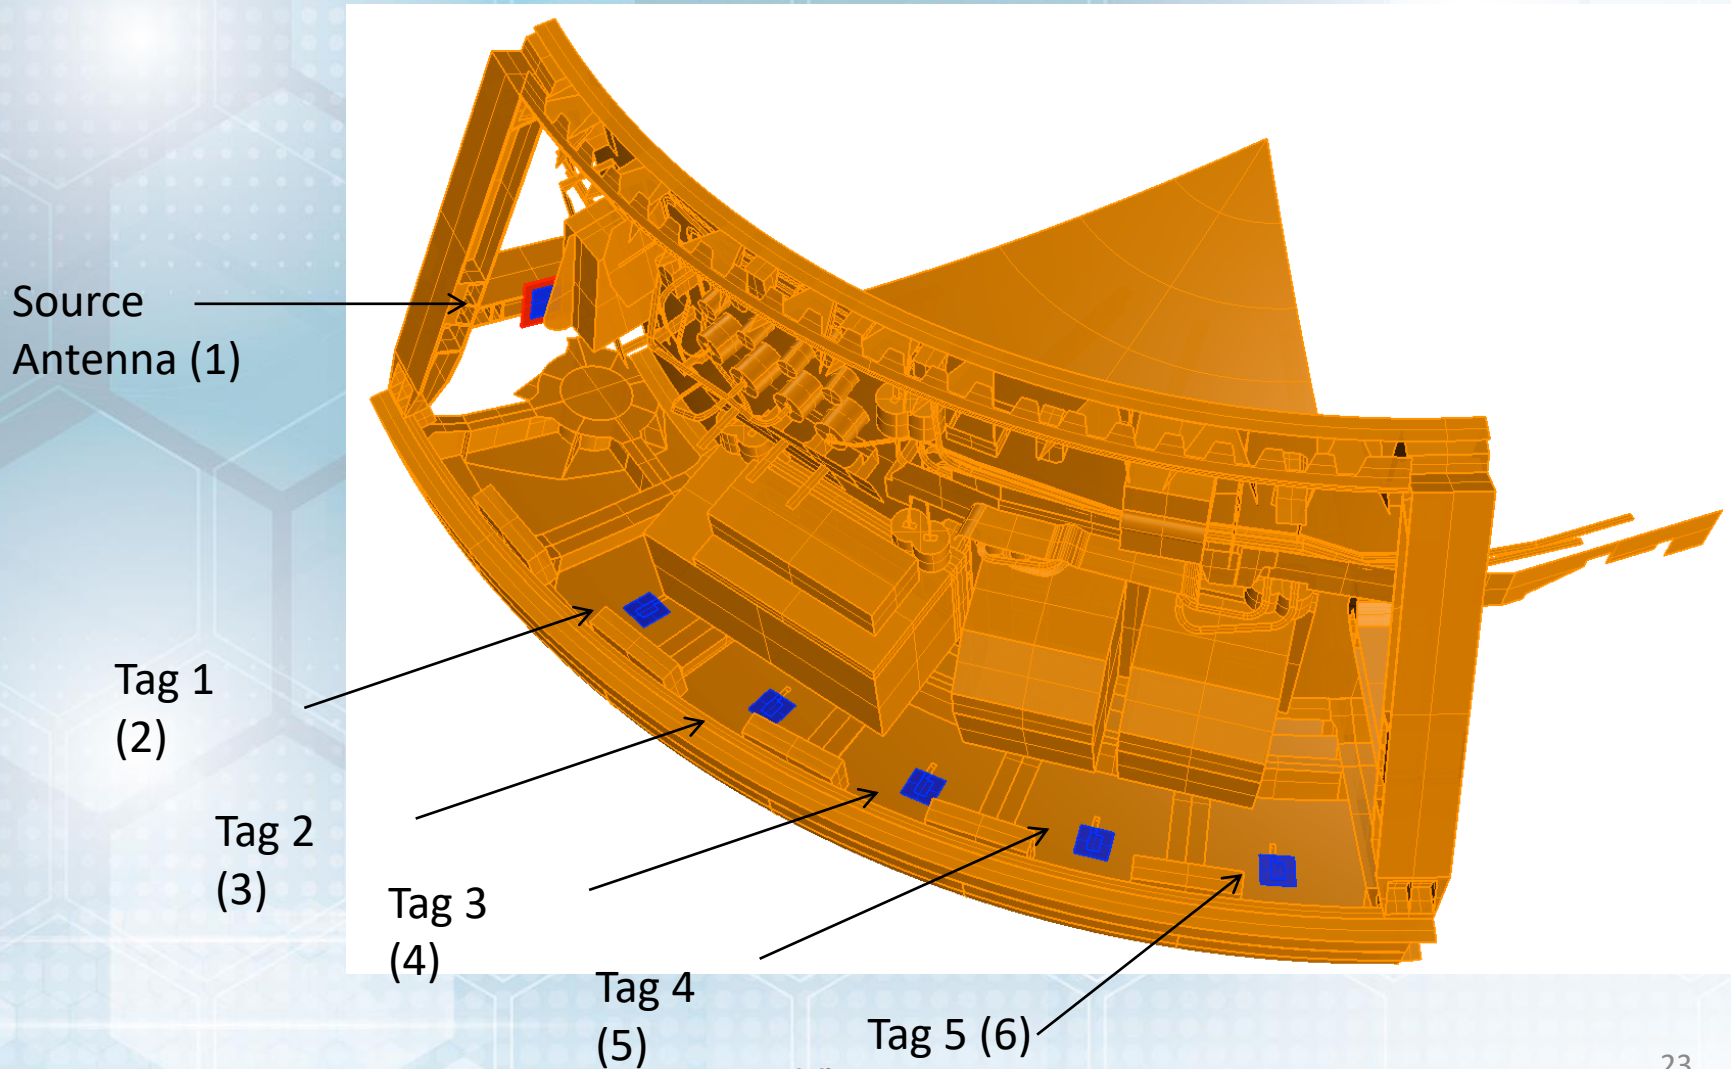 Source
Antenna (1)
Tag 1
(2)
Tag 2
(3)
Tag 3
(4)
Tag 4
(5)
Tag 5 (6)
23